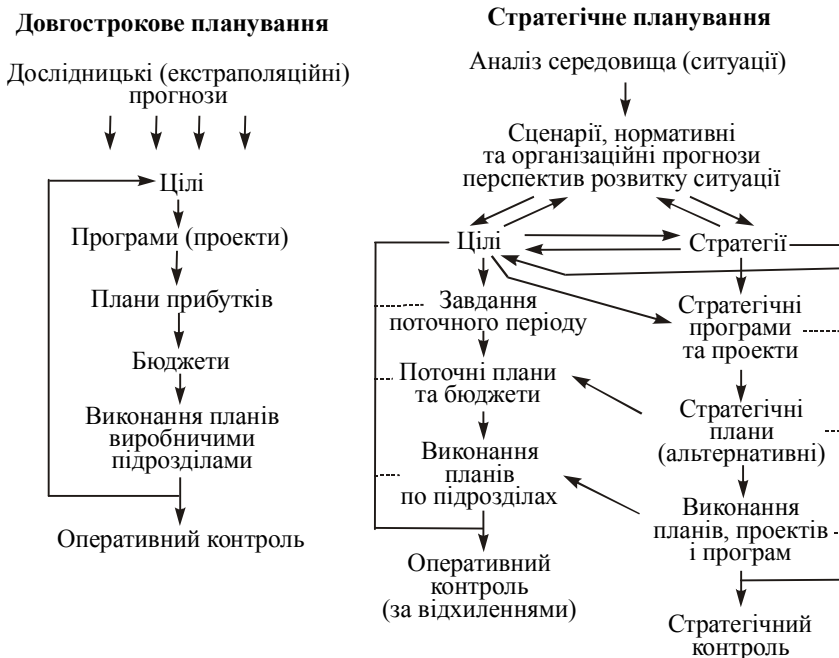 Довгострокове планування
Дослідницькі (екстраполяційні)
прогнози
Цілі
Програми (проекти)
Плани прибутків
Бюджети
Виконання планів
виробничими
підрозділами
Оперативний контроль
Стратегічне планування
Аналіз середовища (ситуації)
Сценарії, нормативні
та організаційні прогнози
перспектив розвитку ситуації
Цілі
Стратегії
Завдання
поточного періоду
Поточні плани
та бюджети
Виконання
планів
по підрозділах
Оперативний
контроль
(за відхиленнями)
Стратегічні
програми
та проекти
Стратегічні
плани
(альтернативні)
Виконання
планів, проектів
і програм
Стратегічний
контроль